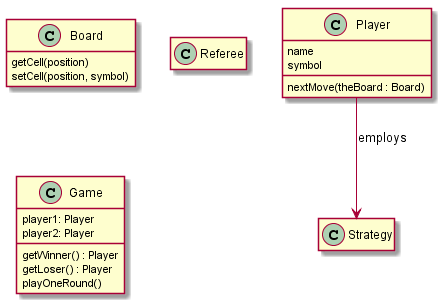 C Board
getCell(position)
setCell(position, symbol)
C Referee
C Player
name
symbol
nextMove(theBoard : Board)
employs
C Game
player1: Player
player2: Player
getWinner() : Player
getLoser() : Player
playOneRound()
C Strategy